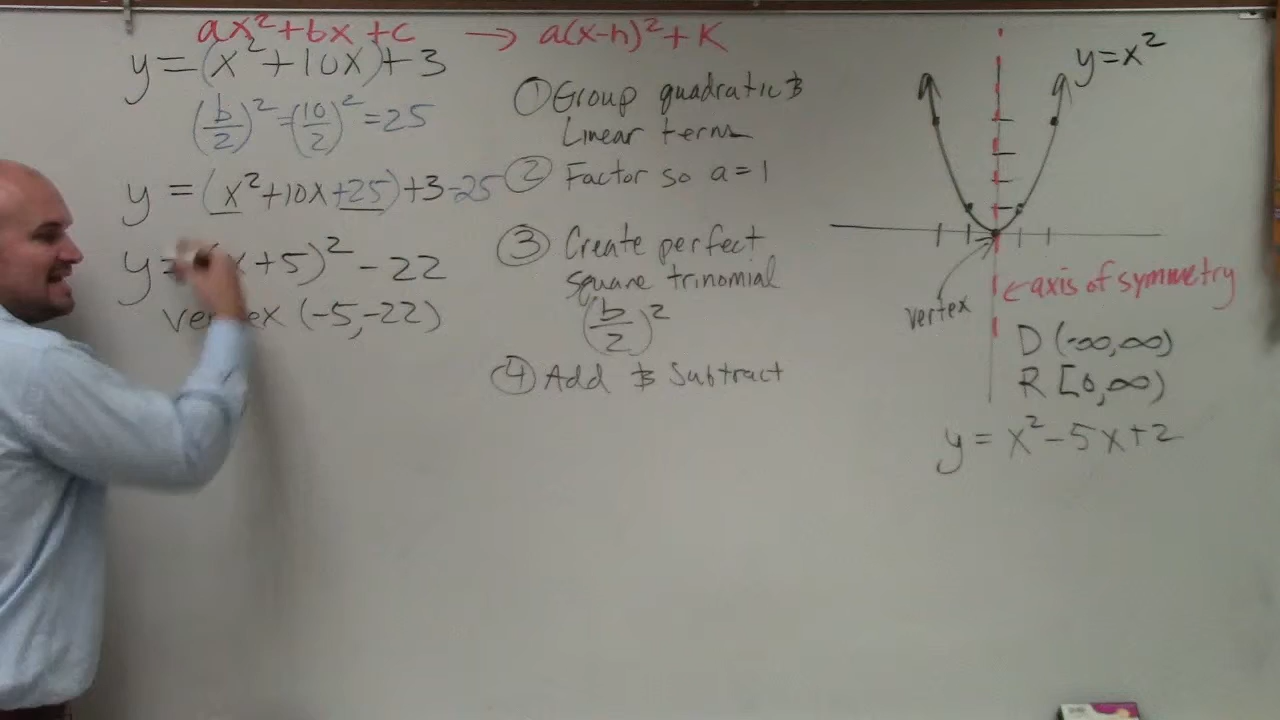 ax²+bx+c → a(x-h)²+K
y=(x²+10x)+3
(b/2)²=(10/2)²=25
y=(x²+10x+25)+3-25
y=(x+5)²-22
vertex (-5,-22)
① Group quadratic &
Linear terms
② Factor so a=1
③ Create perfect
square trinomial
(b/2)²
④ Add & Subtract
y=x²
←axis of symmetry
vertex
D (-∞,∞)
R [0,∞)
y=x²-5x+2